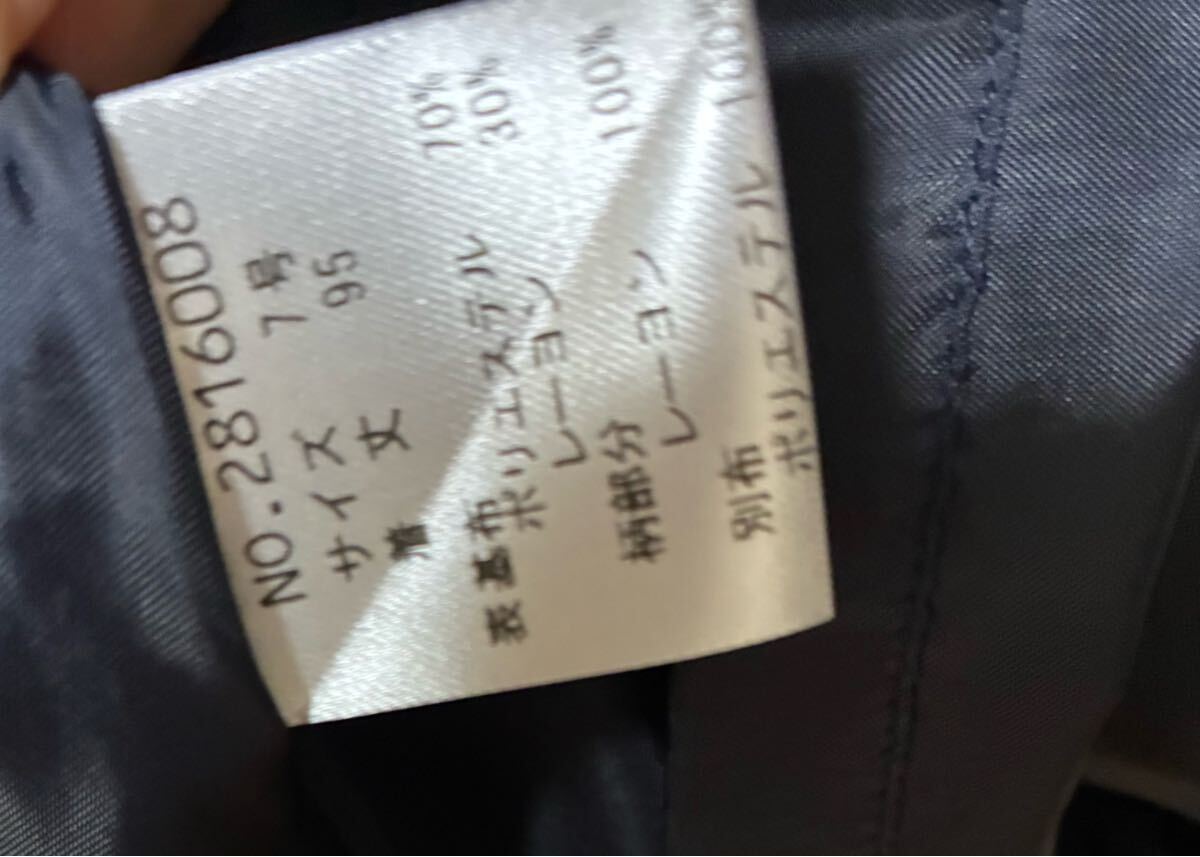 NO.2816008
サイズ 7号
着丈 95
表基布
ポリエステル 70%
レーヨン 30%
柄部分
レーヨン 100%
別布
ポリエステル 100%